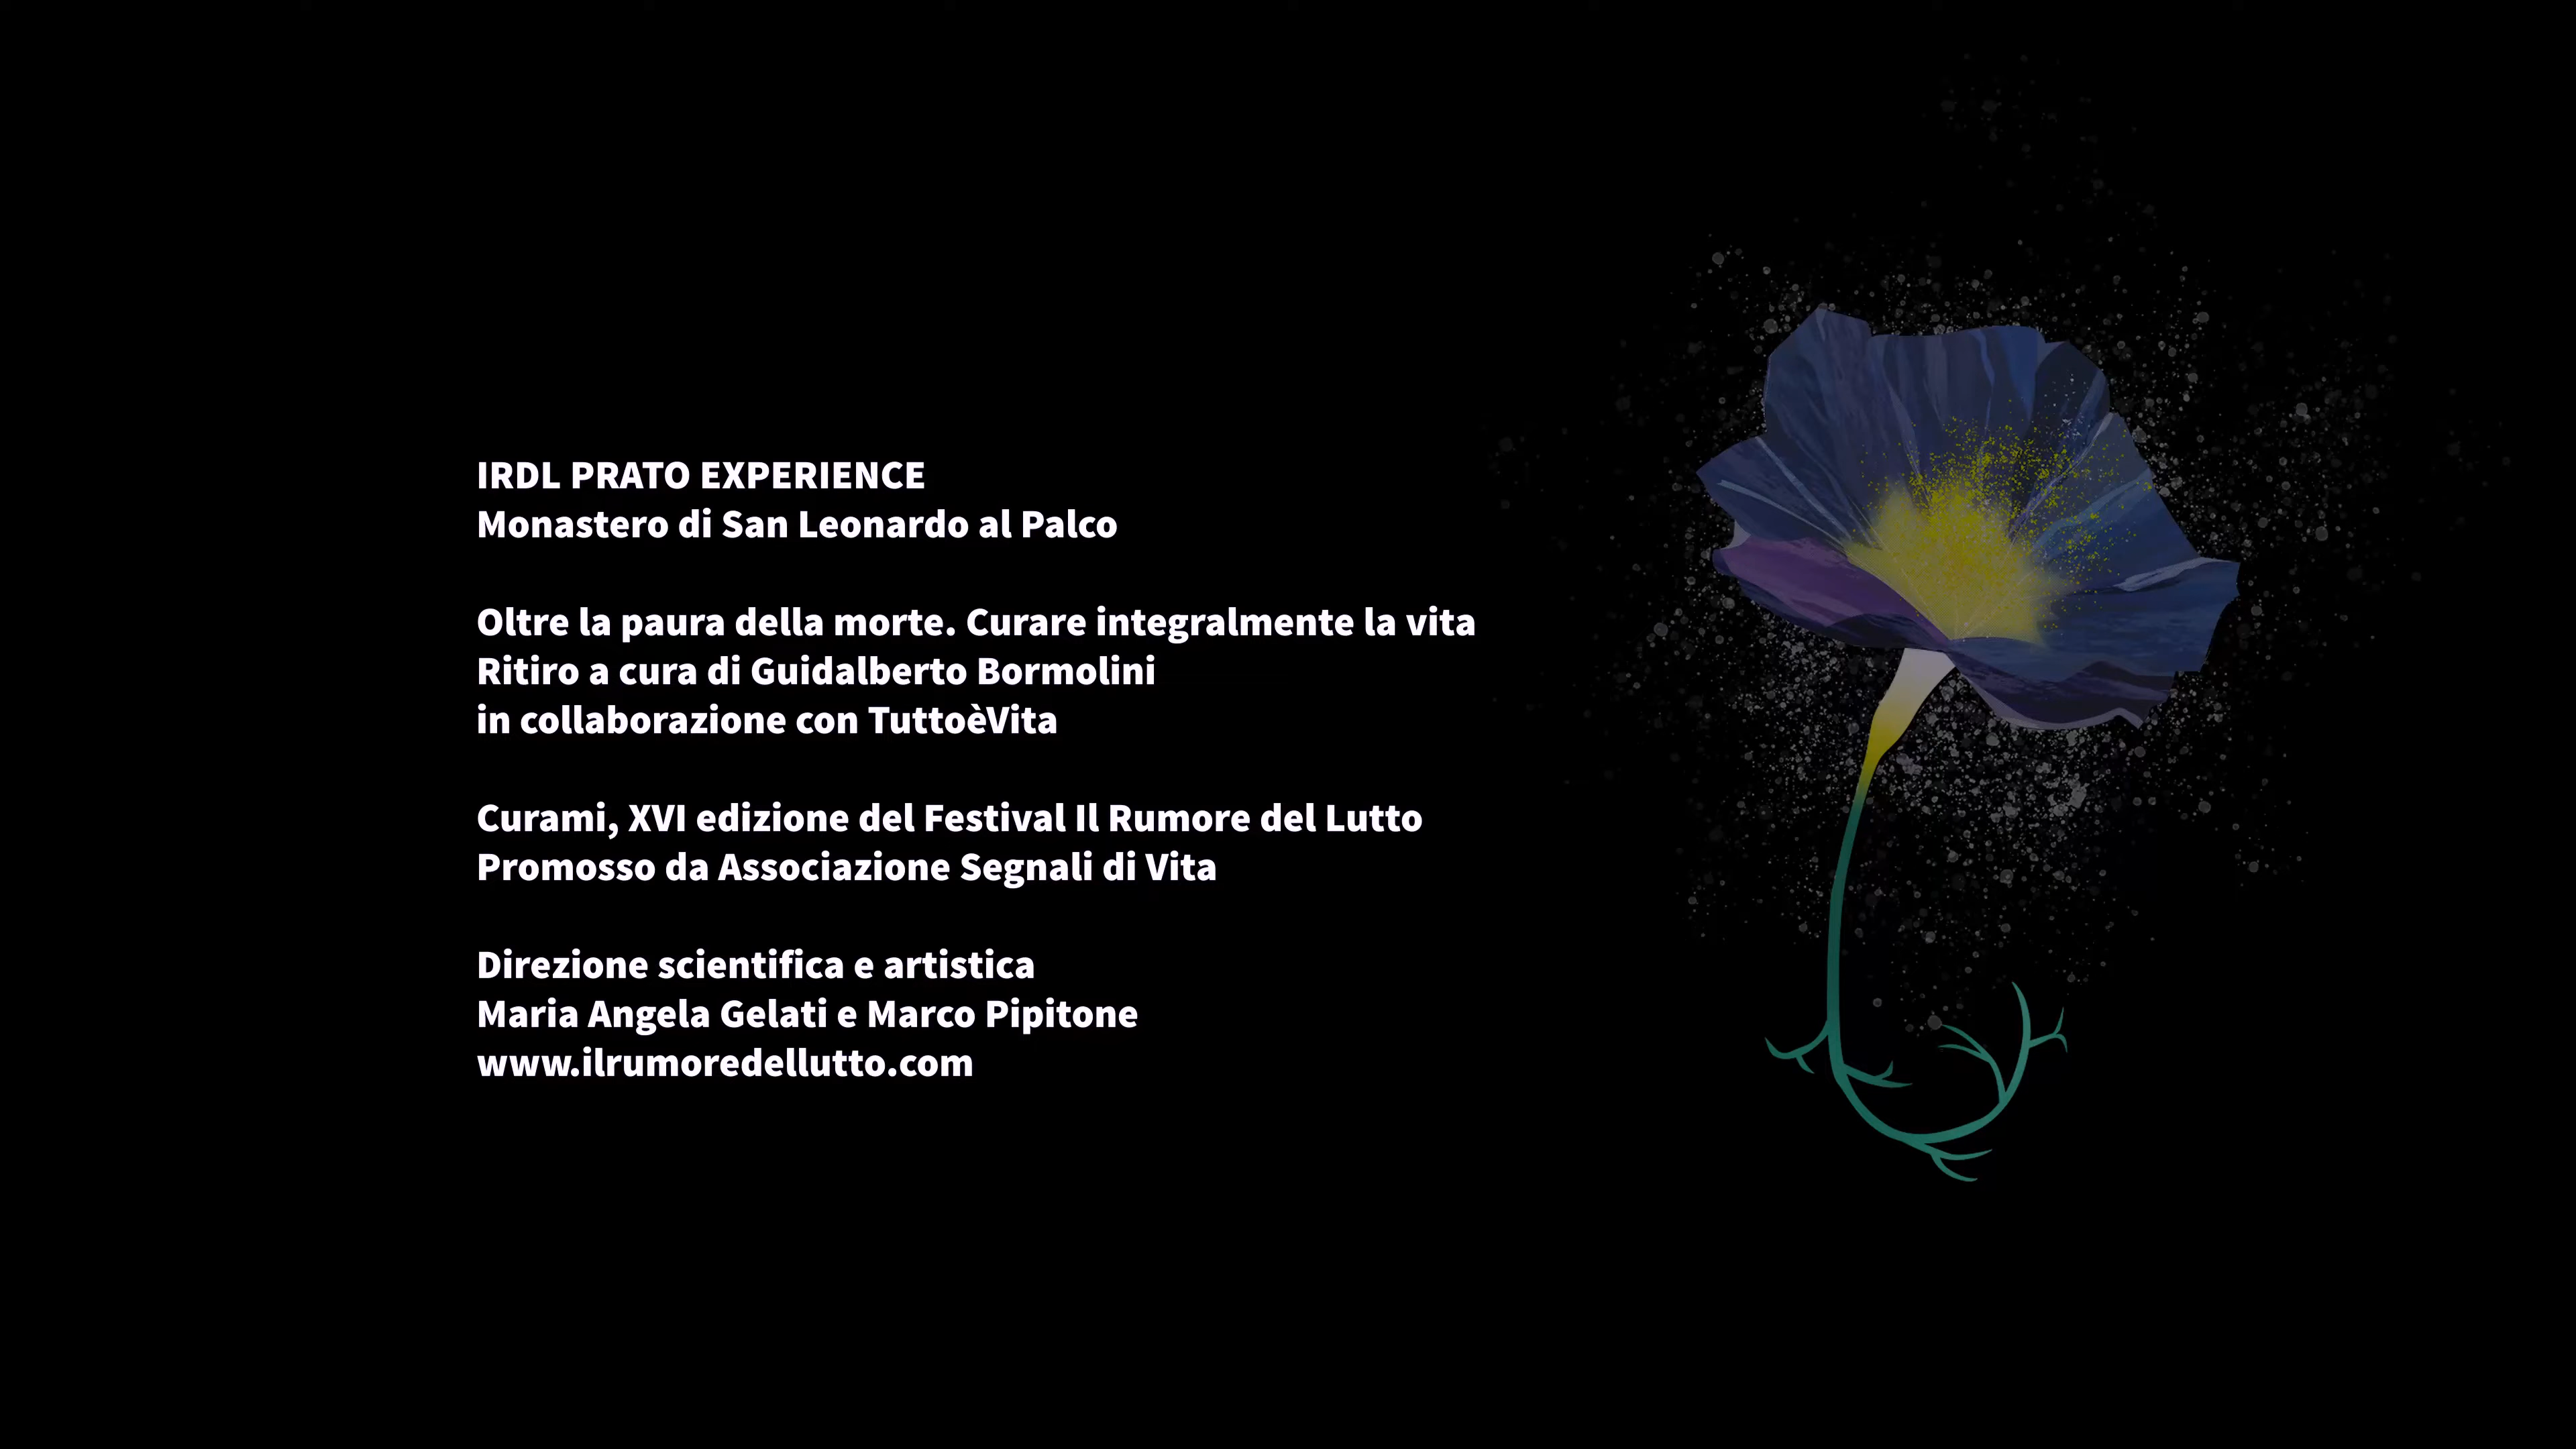 IRDL PRATO EXPERIENCE
Monastero di San Leonardo al Palco
Oltre la paura della morte. Curare integralmente la vita
Ritiro a cura di Guidalberto Bormolini
in collaborazione con TuttoèVita
Curami, XVI edizione del Festival Il Rumore del Lutto
Promosso da Associazione Segnali di Vita
Direzione scientifica e artistica
Maria Angela Gelati e Marco Pipitone
www.ilrumoredellutto.com